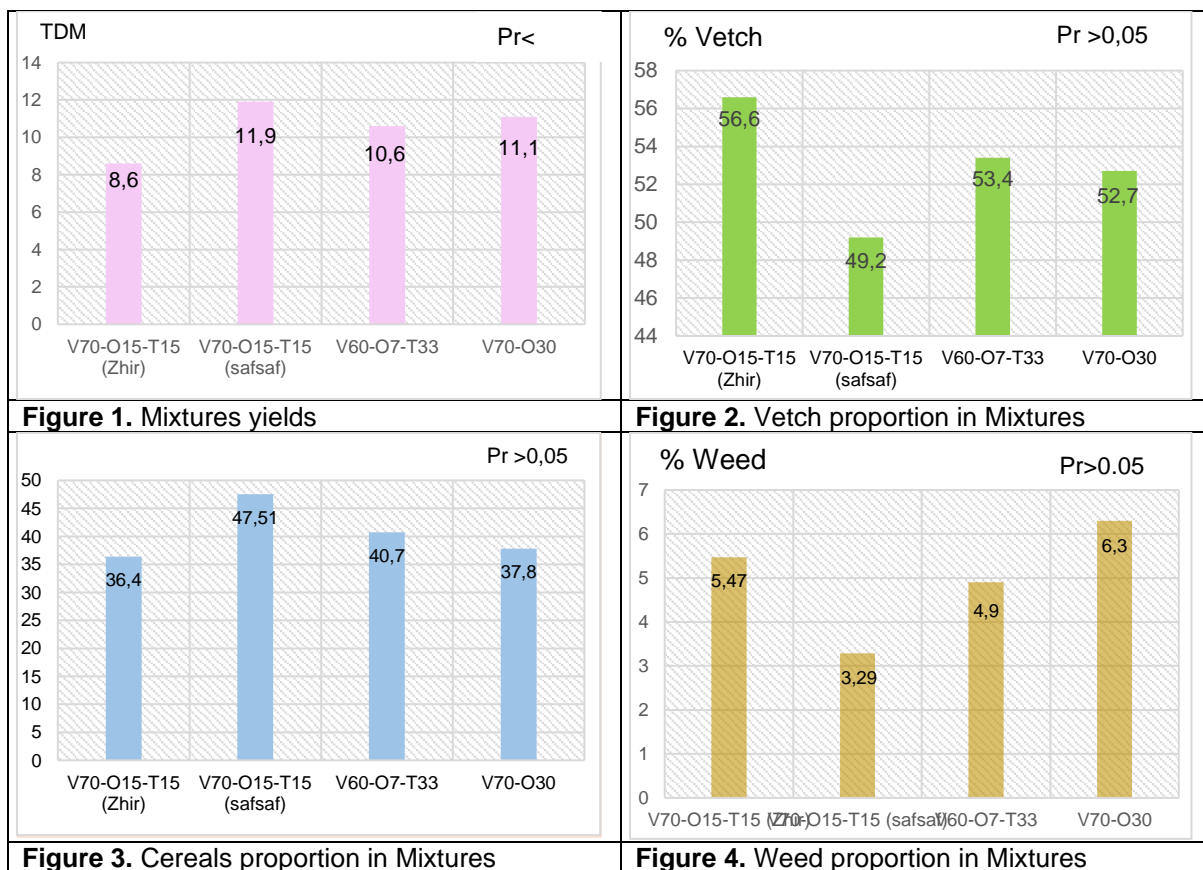 TDM
Pr<
14
12
10
8
6
4
2
0
8,6
11,9
10,6
11,1
V70-O15-T15 (Zhir)
V70-O15-T15 (safsaf)
V60-O7-T33
V70-O30
Figure 1. Mixtures yields
% Vetch
Pr >0,05
58
56
54
52
50
48
46
44
56,6
49,2
53,4
52,7
V70-O15-T15 (Zhir)
V70-O15-T15 (safsaf)
V60-O7-T33
V70-O30
Figure 2. Vetch proportion in Mixtures
Pr >0,05
50
45
40
35
30
25
20
15
10
5
0
36,4
47,51
40,7
37,8
V70-O15-T15 (Zhir)
V70-O15-T15 (safsaf)
V60-O7-T33
V70-O30
Figure 3. Cereals proportion in Mixtures
% Weed
Pr>0.05
7
6
5
4
3
2
1
0
5,47
3,29
4,9
6,3
V70-O15-T15 (Zhir)
V70-O15-T15 (safsaf)
V60-O7-T33
V70-O30
Figure 4. Weed proportion in Mixtures